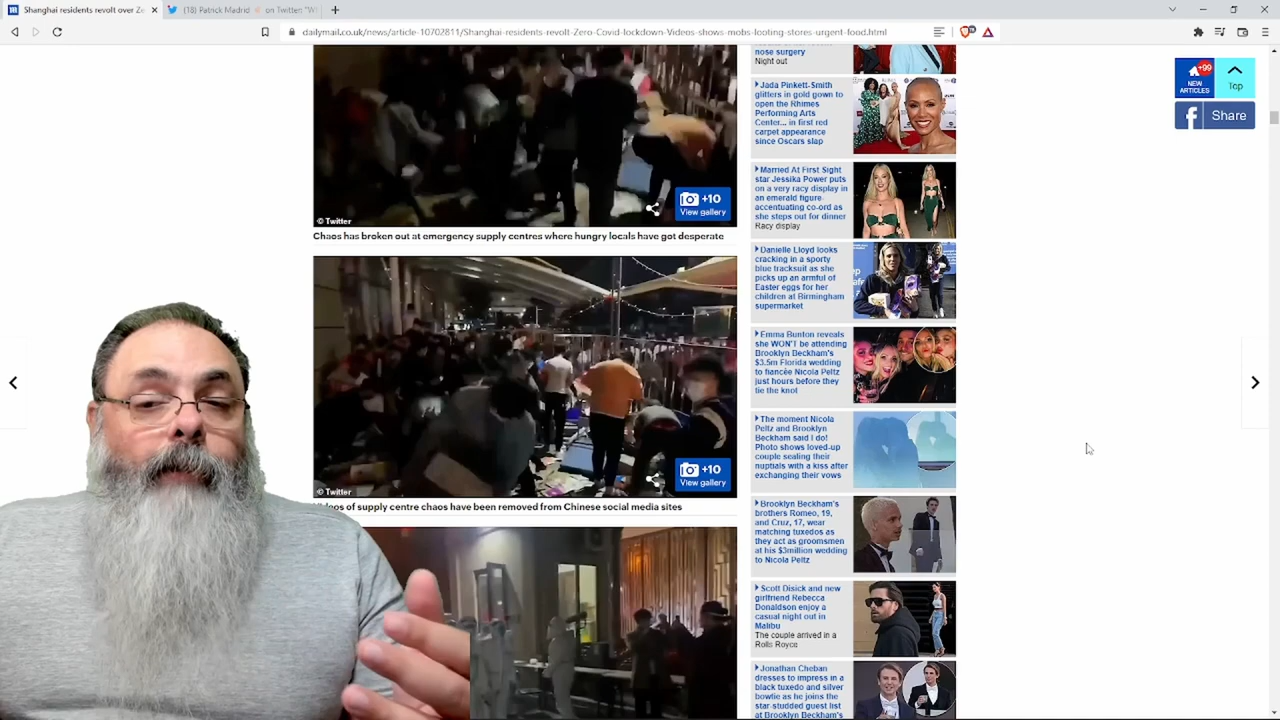 Shanghai residents revolt over Ze
(18) Patrick Madrid
on Twitter: "W
dailymail.co.uk/news/article-10702811/Shanghai-residents-revolt-Zero-Covid-lockdown-Videos-shows-mobs-looting-stores-urgent-food.html
+10
View gallery
© Twitter
Chaos has broken out at emergency supply centres where hungry locals have got desperate
+10
View gallery
© Twitter
of supply centre chaos have been removed from Chinese social media sites
nose surgery
Night out
Jada Pinkett-Smith
glitters in gold gown to
open the Rhimes
Performing Arts
Center... in first red
carpet appearance
since Oscars slap
Married At First Sight
star Jessika Power puts
on a very racy display in
an emerald figure-
accentuating co-ord as
she steps out for dinner
Racy display
Danielle Lloyd looks
cracking in a sporty
blue tracksuit as she
picks up an armful of
Easter eggs for her
children at Birmingham
supermarket
Emma Bunton reveals
she WON'T be attending
Brooklyn Beckham's
$3.5m Florida wedding
to fiancée Nicola Peltz
just hours before they
tie the knot
The moment Nicola
Peltz and Brooklyn
Beckham said I do!
Photo shows loved-up
couple sealing their
nuptials with a kiss after
exchanging their vows
Brooklyn Beckham's
brothers Romeo, 19,
and Cruz, 17, wear
matching tuxedos as
they act as groomsmen
at his $3million wedding
to Nicola Peltz
Scott Disick and new
girlfriend Rebecca
Donaldson enjoy a
casual night out in
Malibu
The couple arrived in a
Rolls Royce
Jonathan Cheban
dresses to impress in a
black tuxedo and silver
bowtie as he joins the
star-studded guest list
at Brooklyn Beckham's
+99
NEW
ARTICLES
Top
Share